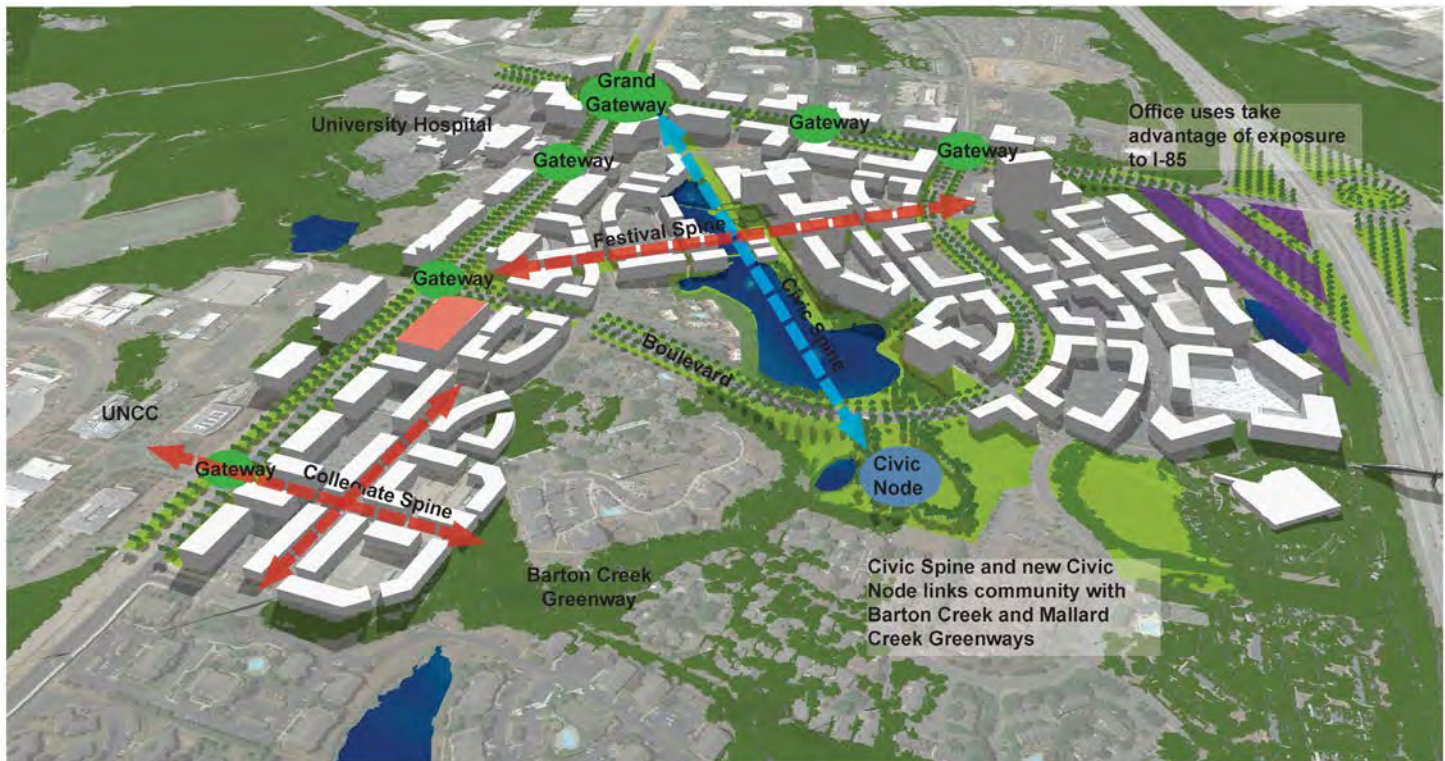 Grand
Gateway
University Hospital
Gateway
Office uses take
advantage of exposure
to I-85
Gateway
Gateway
Festival Spine
Gateway
Civic Spine
Boulevard
UNCC
Gateway
Collegiate Spine
Civic
Node
Barton Creek
Greenway
Civic Spine and new Civic
Node links community with
Barton Creek and Mallard
Creek Greenways